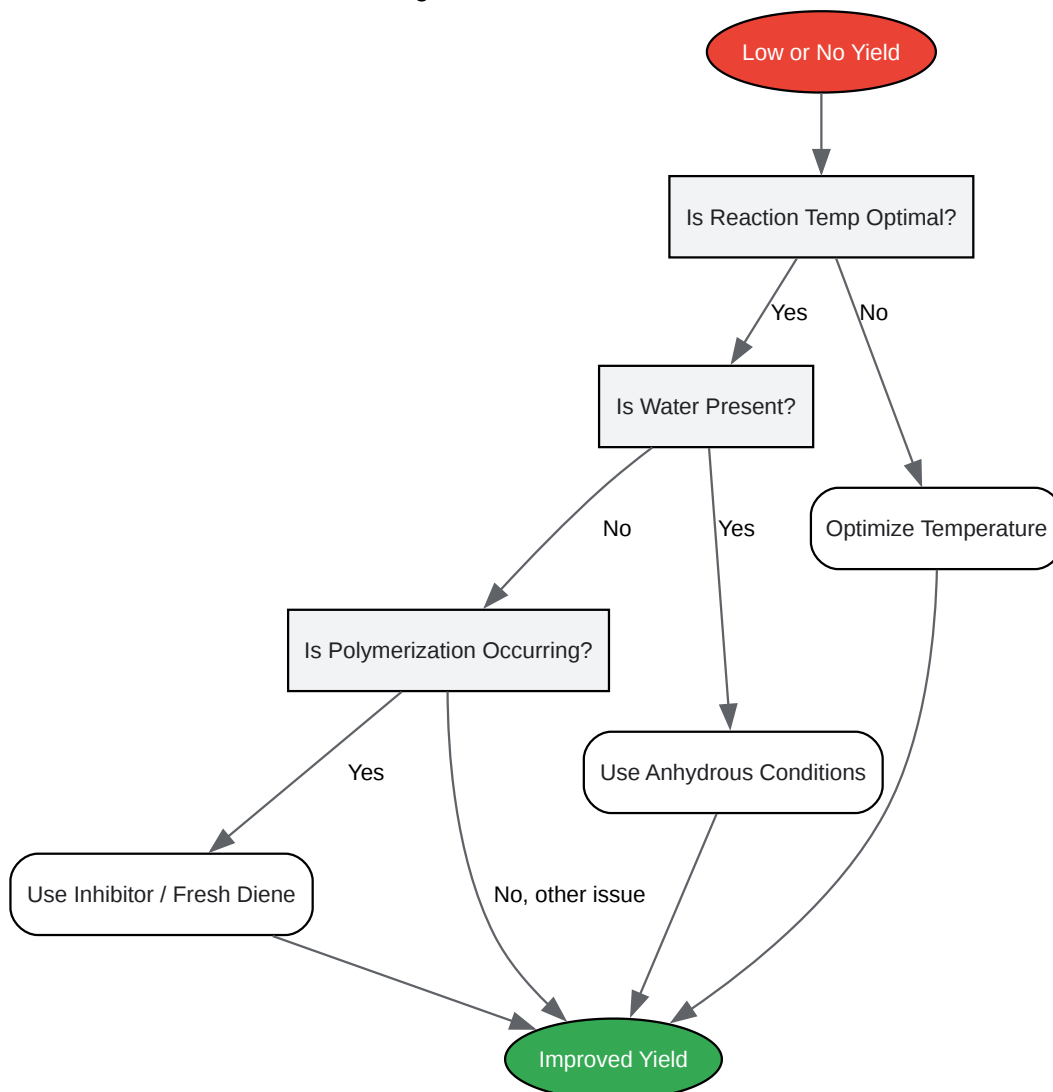 Low or No Yield
Is Reaction Temp Optimal?
Yes
No
Is Water Present?
Optimize Temperature
No
Yes
Is Polymerization Occurring?
Use Anhydrous Conditions
Yes
Use Inhibitor / Fresh Diene
No, other issue
Improved Yield